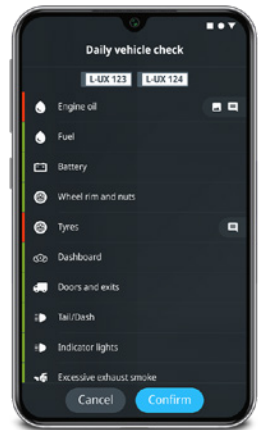 Daily vehicle check
L-UX 123 L-UX 124
Engine oil
Fuel
Battery
Wheel rim and nuts
Tyres
Dashboard
Doors and exits
Tail/Dash
Indicator lights
Excessive exhaust smoke
Cancel Confirm